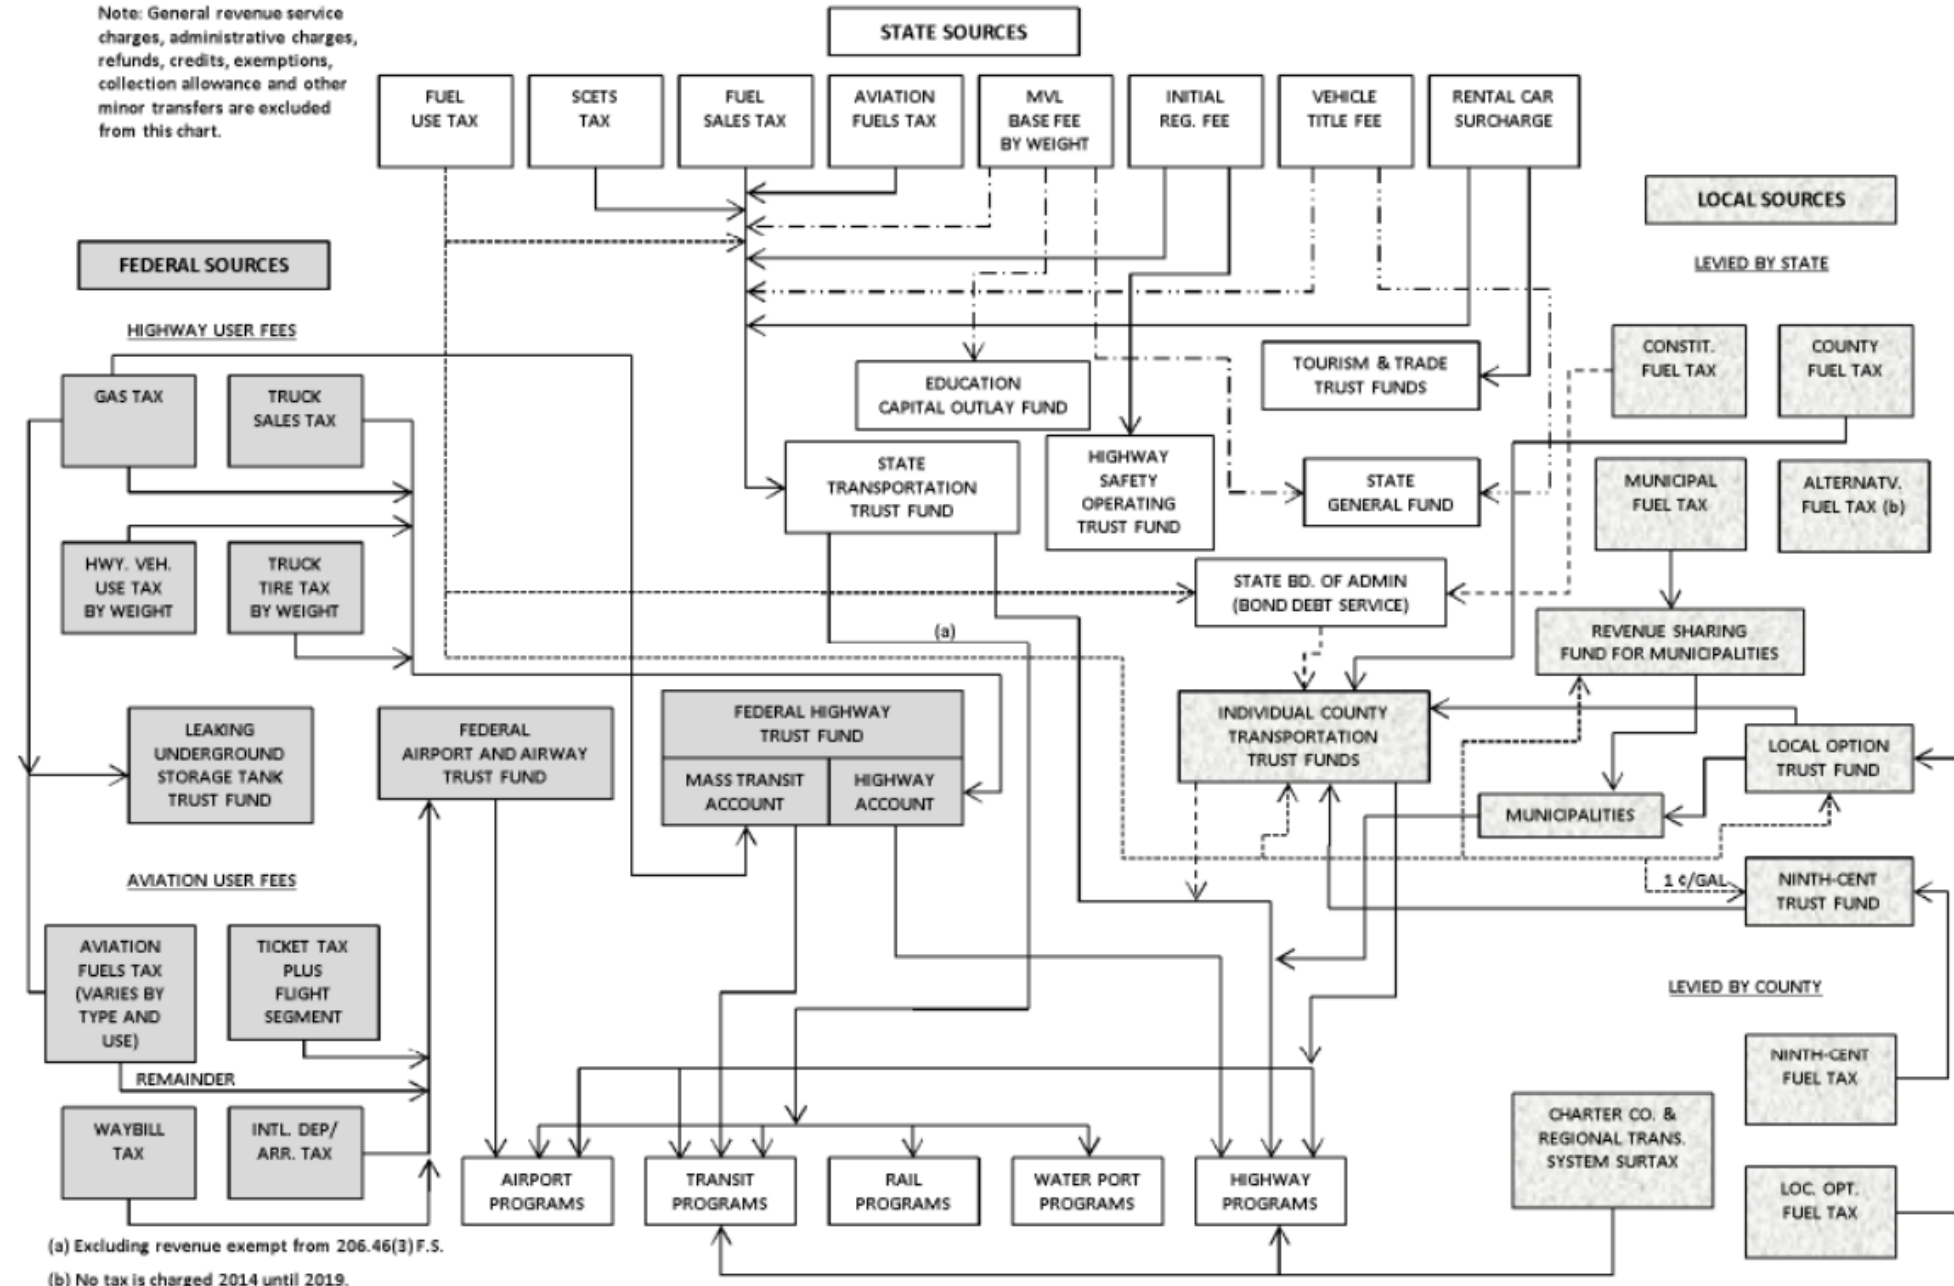 Note: General revenue service
charges, administrative charges,
refunds, credits, exemptions,
collection allowance and other
minor transfers are excluded
from this chart.
STATE SOURCES
FUEL
USE TAX
SCETS
TAX
FUEL
SALES TAX
AVIATION
FUELS TAX
MVL
BASE FEE
BY WEIGHT
INITIAL
REG. FEE
VEHICLE
TITLE FEE
RENTAL CAR
SURCHARGE
LOCAL SOURCES
LEVIED BY STATE
FEDERAL SOURCES
HIGHWAY USER FEES
GAS TAX
TRUCK
SALES TAX
EDUCATION
CAPITAL OUTLAY FUND
TOURISM & TRADE
TRUST FUNDS
CONSTIT.
FUEL TAX
COUNTY
FUEL TAX
STATE
TRANSPORTATION
TRUST FUND
HIGHWAY
SAFETY
OPERATING
TRUST FUND
STATE
GENERAL FUND
MUNICIPAL
FUEL TAX
ALTERNATV.
FUEL TAX (b)
HWY. VEH.
USE TAX
BY WEIGHT
TRUCK
TIRE TAX
BY WEIGHT
STATE BD. OF ADMIN
(BOND DEBT SERVICE)
(a)
REVENUE SHARING
FUND FOR MUNICIPALITIES
LEAKING
UNDERGROUND
STORAGE TANK
TRUST FUND
FEDERAL
AIRPORT AND AIRWAY
TRUST FUND
FEDERAL HIGHWAY
TRUST FUND
MASS TRANSIT
ACCOUNT
HIGHWAY
ACCOUNT
INDIVIDUAL COUNTY
TRANSPORTATION
TRUST FUNDS
LOCAL OPTION
TRUST FUND
MUNICIPALITIES
AVIATION USER FEES
1 ¢/GAL
NINTH-CENT
TRUST FUND
AVIATION
FUELS TAX
(VARIES BY
TYPE AND
USE)
TICKET TAX
PLUS
FLIGHT
SEGMENT
LEVIED BY COUNTY
REMAINDER
NINTH-CENT
FUEL TAX
WAYBILL
TAX
INTL. DEP/
ARR. TAX
CHARTER CO. &
REGIONAL TRANS.
SYSTEM SURTAX
AIRPORT
PROGRAMS
TRANSIT
PROGRAMS
RAIL
PROGRAMS
WATER PORT
PROGRAMS
HIGHWAY
PROGRAMS
LOC. OPT.
FUEL TAX
(a) Excluding revenue exempt from 206.46(3) F.S.
(b) No tax is charged 2014 until 2019.